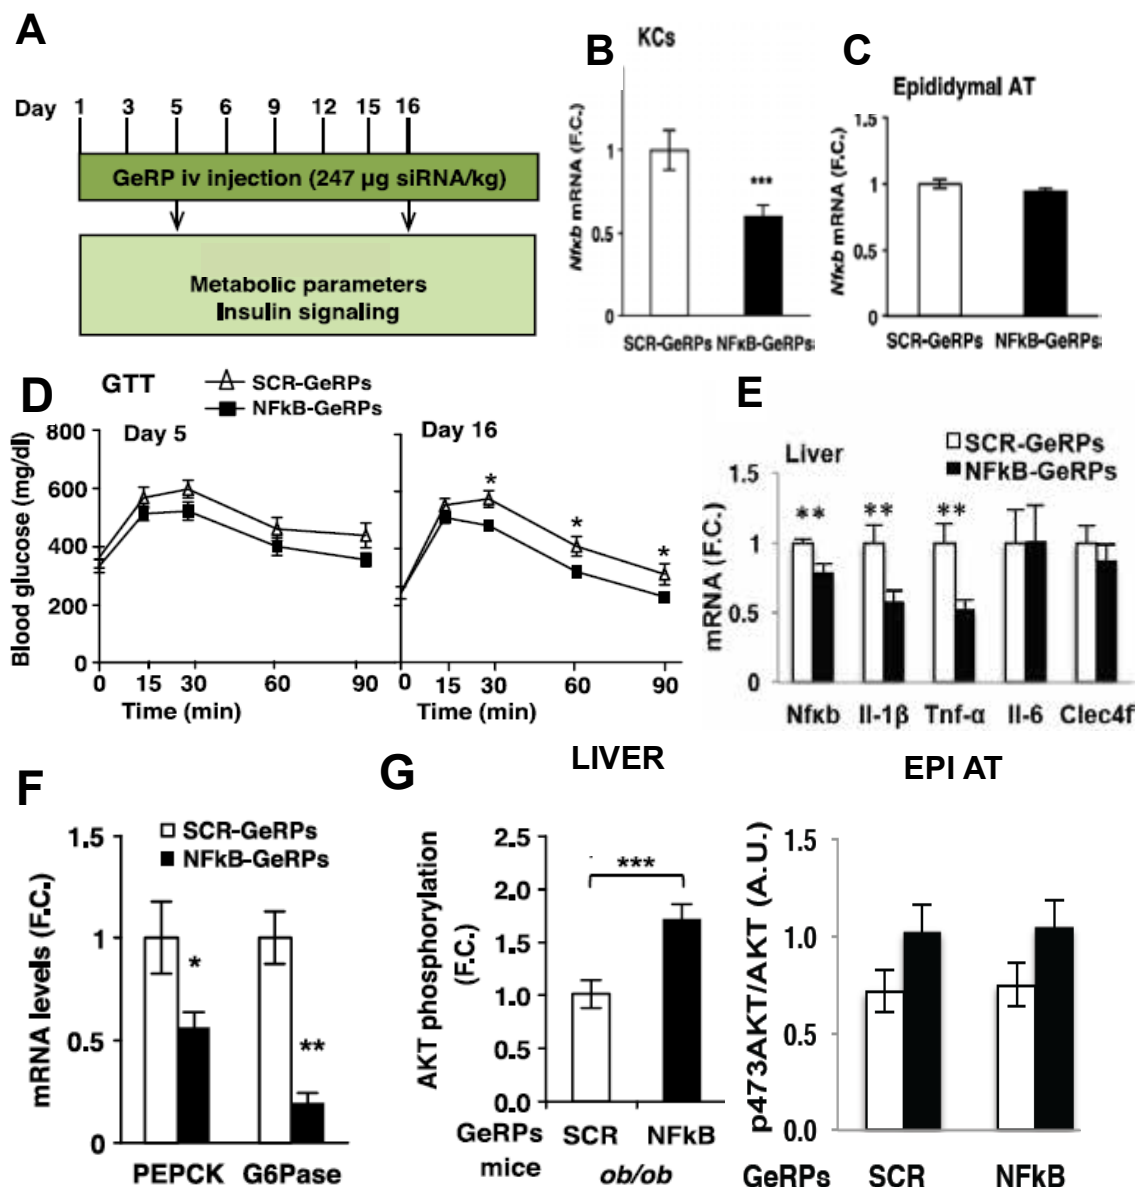 A
Day 1 3 5 6 9 12 15 16
GeRP iv injection (247 µg siRNA/kg)
Metabolic parameters
Insulin signaling
B
KCs
Nfκb mRNA (F.C.)
1
0.5
0
***
SCR-GeRPs NFκB-GeRPs
C
Epididymal AT
Nfκb mRNA (F.C.)
1.5
1
0.5
0
SCR-GeRPs NFκB-GeRPs
D
GTT
SCR-GeRPs
NFkB-GeRPs
Blood glucose (mg/dl)
800
600
400
200
0
Day 5
Day 16
* * *
0 15 30 60 90
0 15 30 60 90
Time (min)
Time (min)
E
Liver
SCR-GeRPs
NFkB-GeRPs
mRNA (F.C.)
1.5
1
0.5
0
** ** **
Nfκb Il-1β Tnf-α Il-6 Clec4f
F
SCR-GeRPs
NFkB-GeRPs
mRNA levels (F.C.)
1.5
1
0.5
0
*
**
PEPCK G6Pase
G
LIVER
AKT phosphorylation
(F.C.)
2.5
2.0
1.5
1.0
0.5
0.0
***
GeRPs SCR NFkB
mice ob/ob
EPI AT
p473AKT/AKT (A.U.)
1.5
1.0
0.5
0.0
GeRPs SCR NFkB